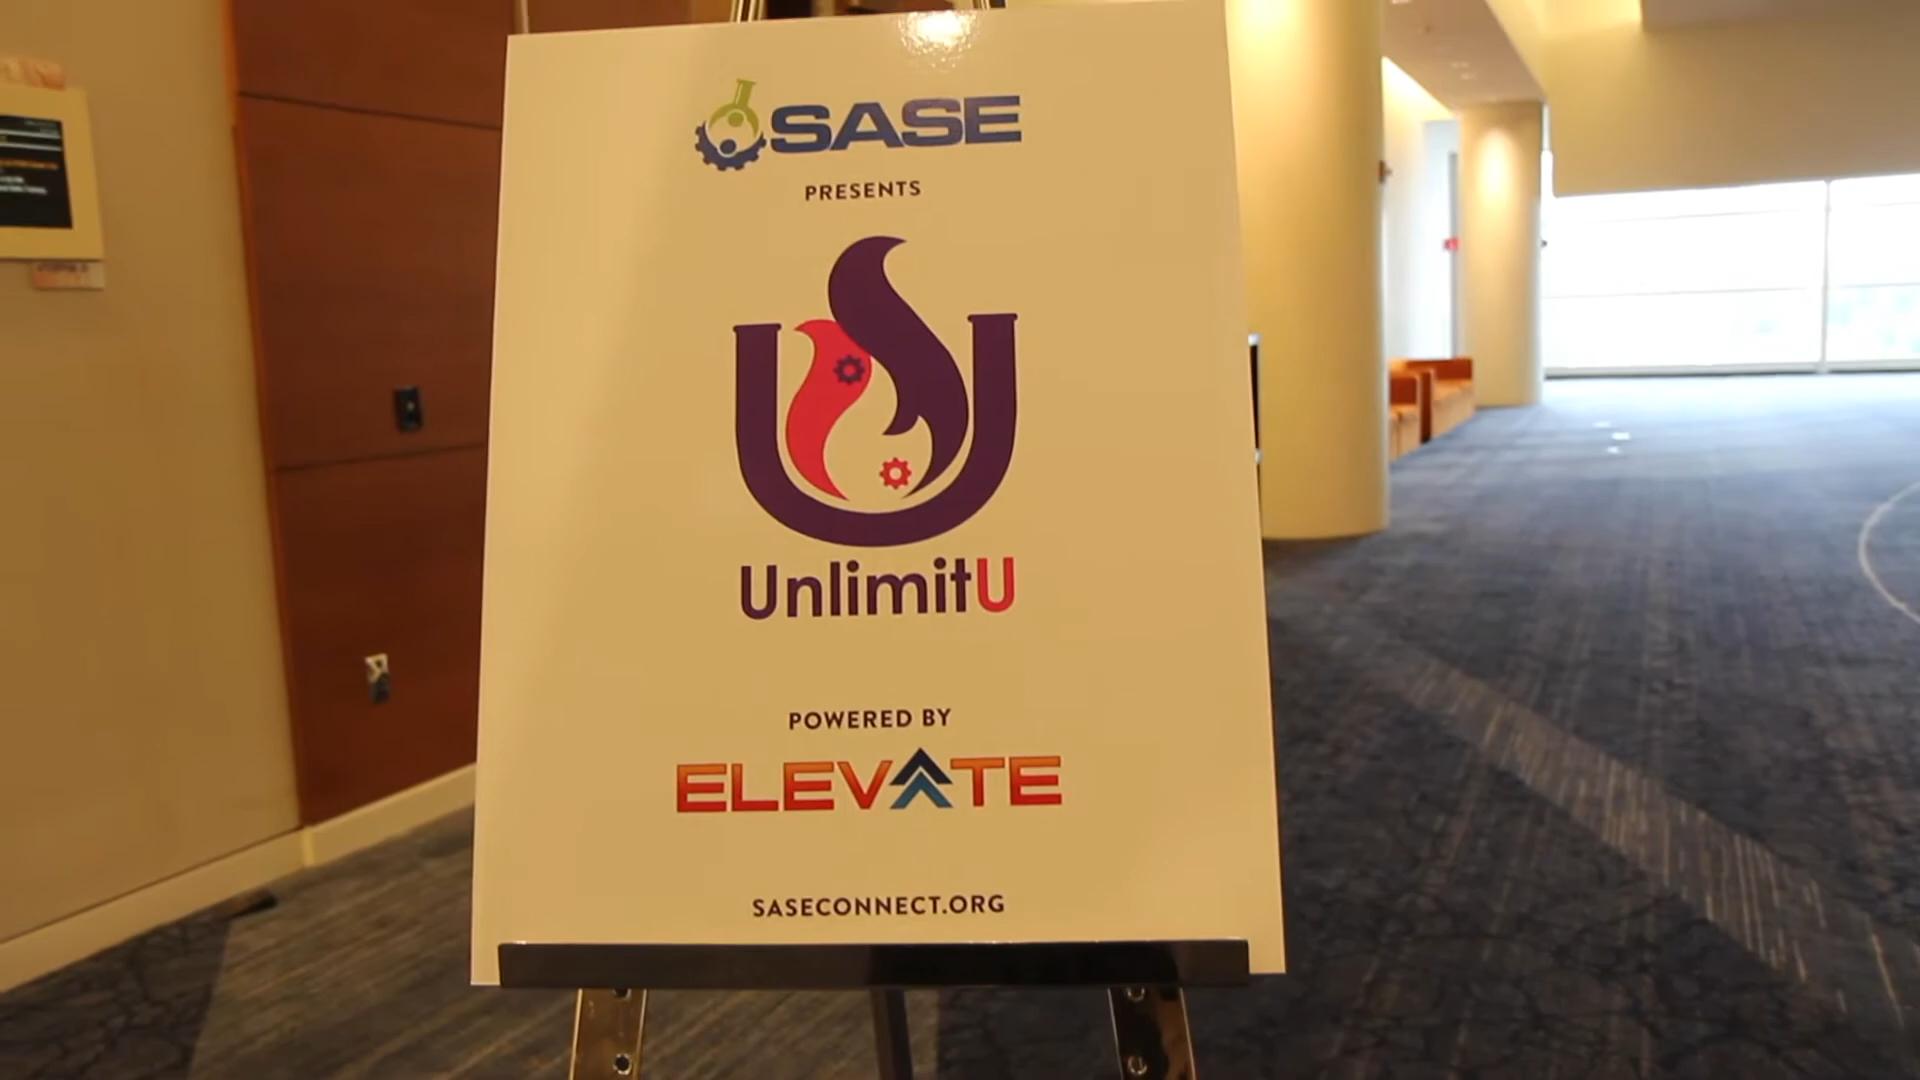 SASE
PRESENTS
UnlimitU
POWERED BY
ELEVATE
SASECONNECT.ORG